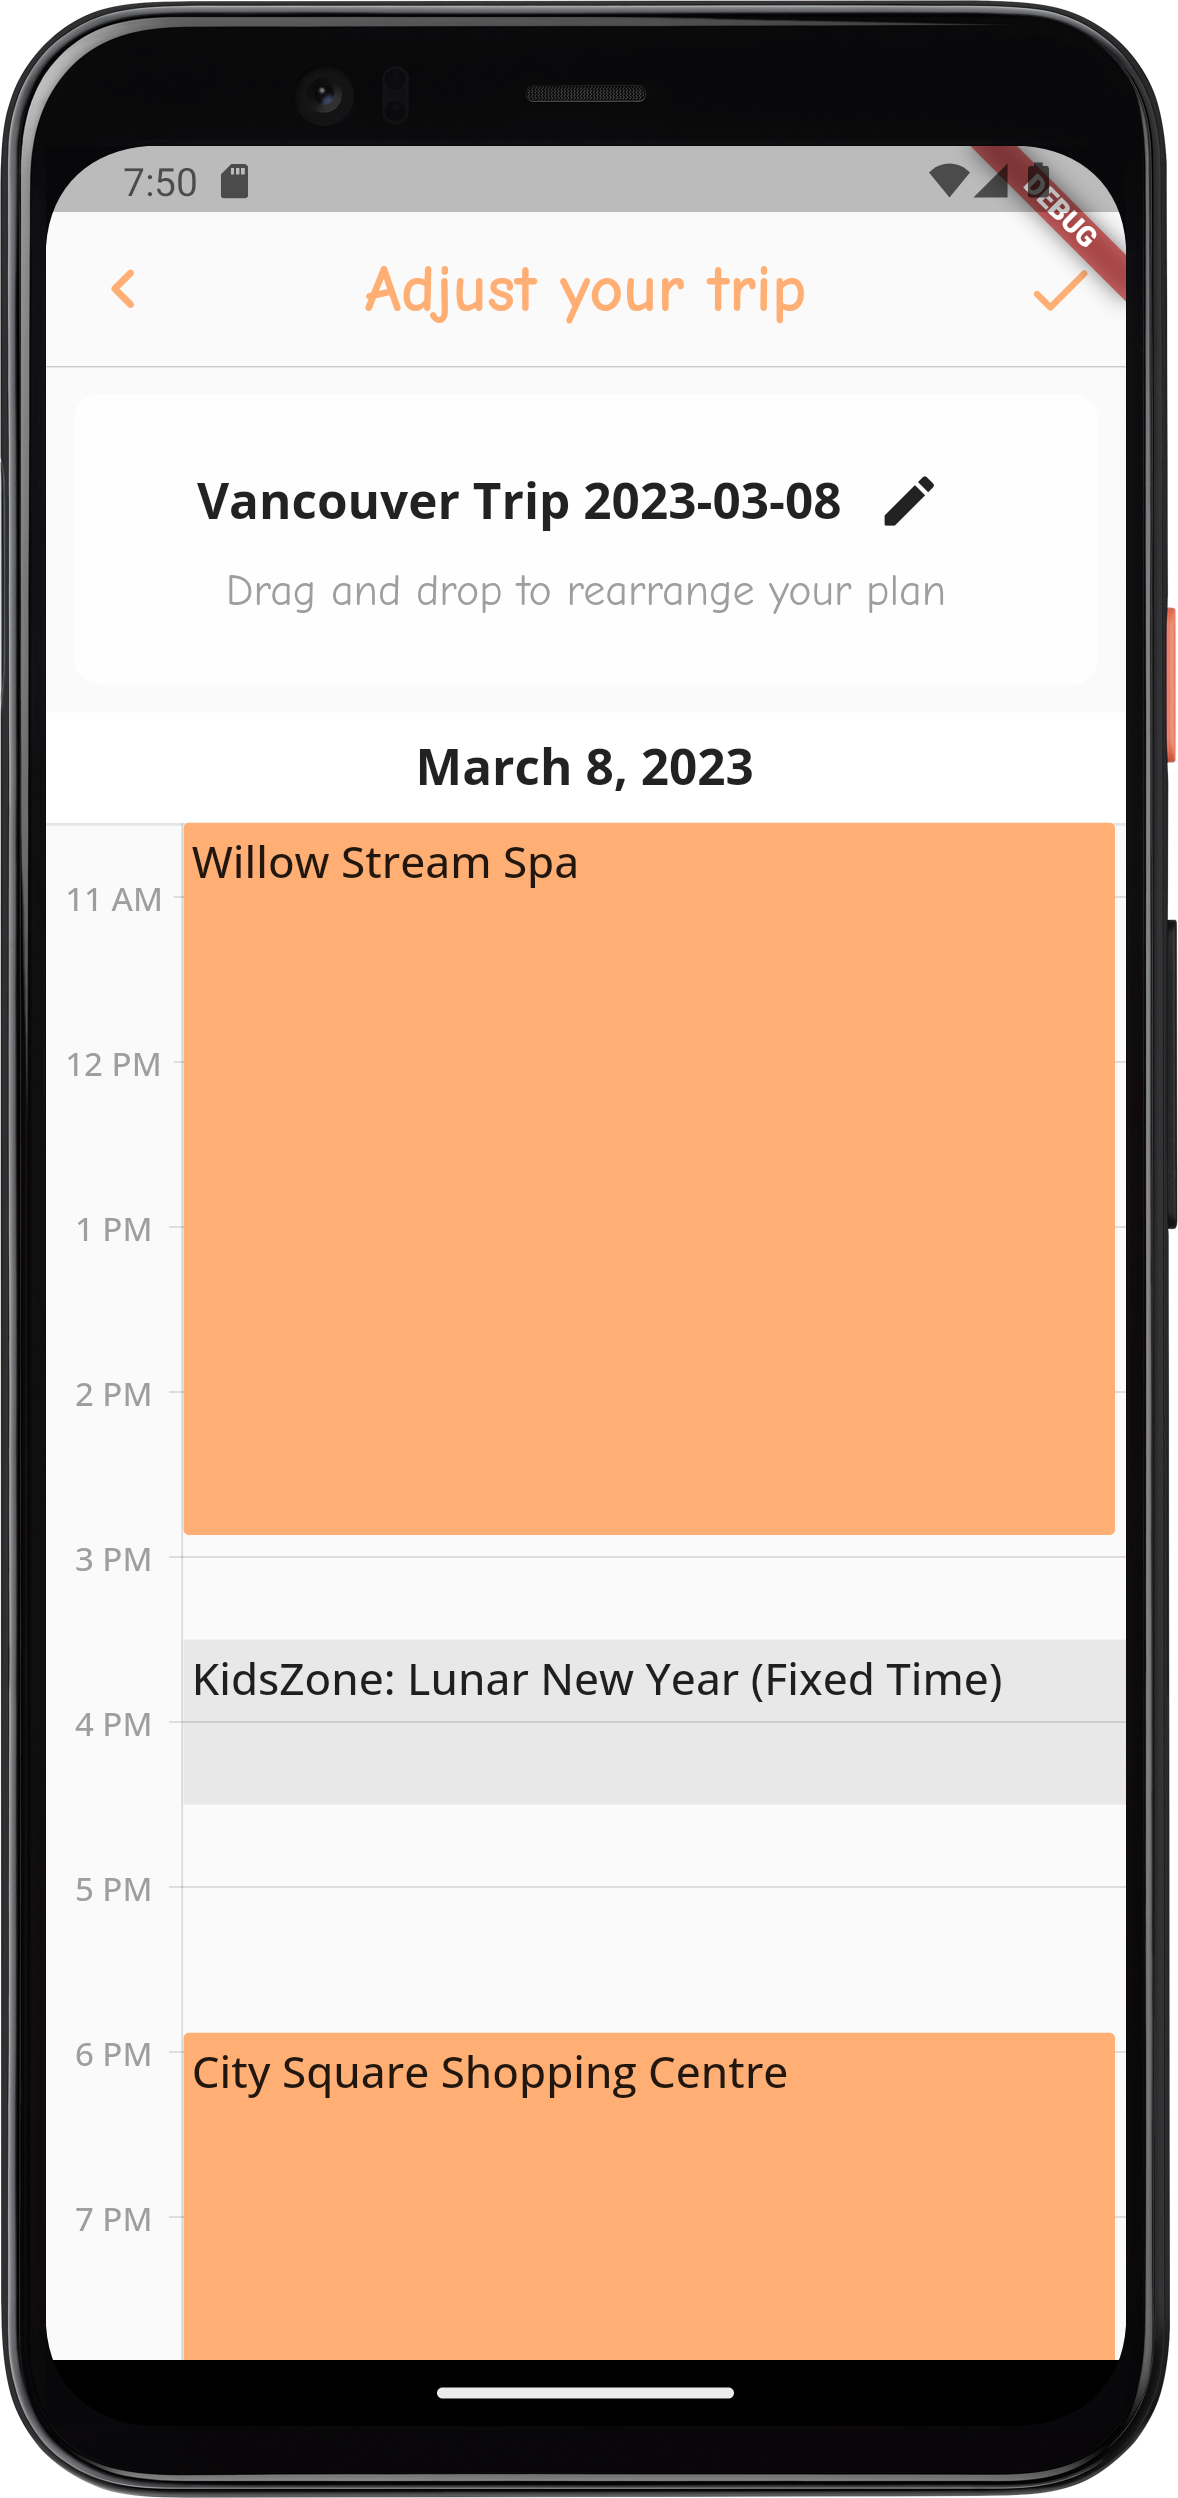 7:50
DEBUG
Adjust your trip
Vancouver Trip 2023-03-08
Drag and drop to rearrange your plan
March 8, 2023
Willow Stream Spa
11 AM
12 PM
1 PM
2 PM
3 PM
KidsZone: Lunar New Year (Fixed Time)
4 PM
5 PM
6 PM
City Square Shopping Centre
7 PM